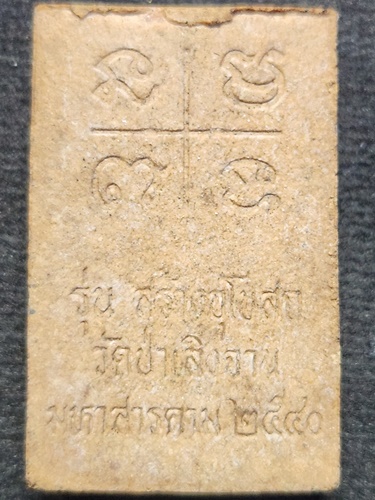 รุ่น สร้างอุโบสถ
วัดป่าเลิงจาน
มหาสารคาม ๒๕๔๐